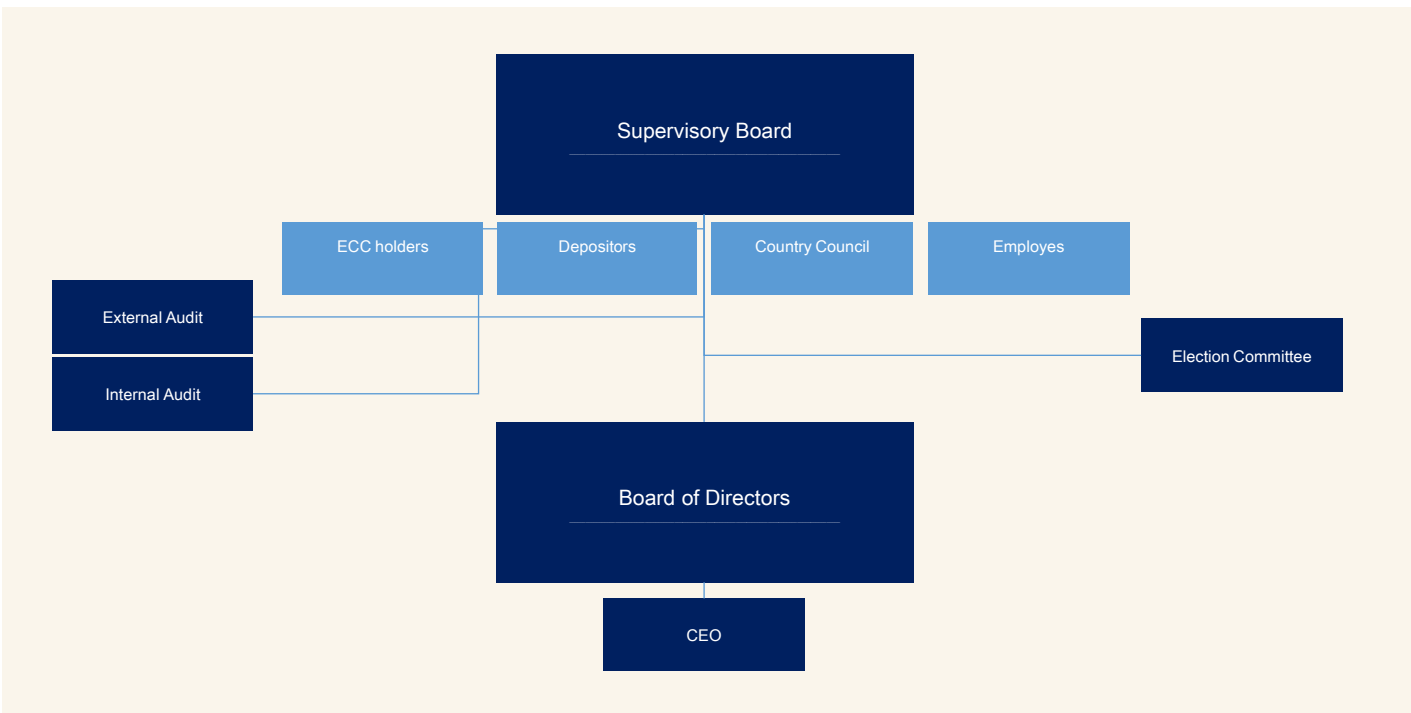 Supervisory Board
ECC holders
Depositors
Country Council
Employes
External Audit
Election Committee
Internal Audit
Board of Directors
CEO